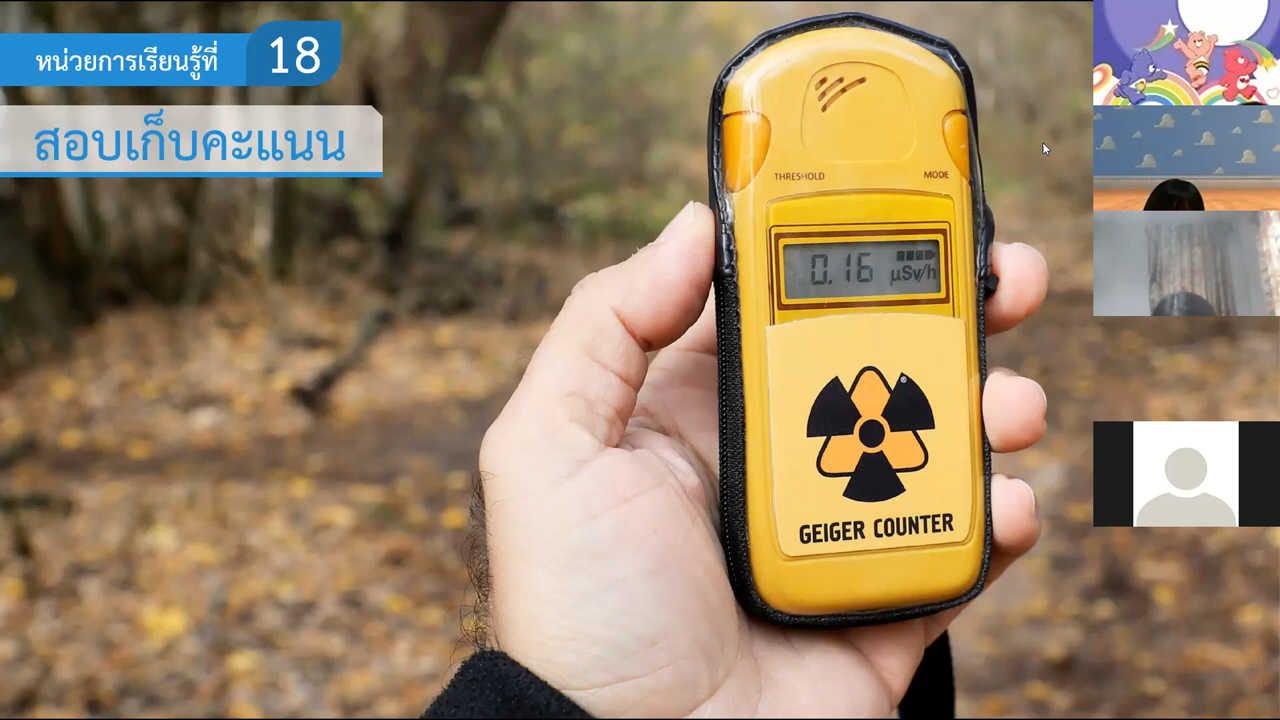 หน่วยการเรียนรู้ที่ 18
สอบเก็บคะแนน
THRESHOLD MODE
0.16 µSv/h
®
GEIGER COUNTER